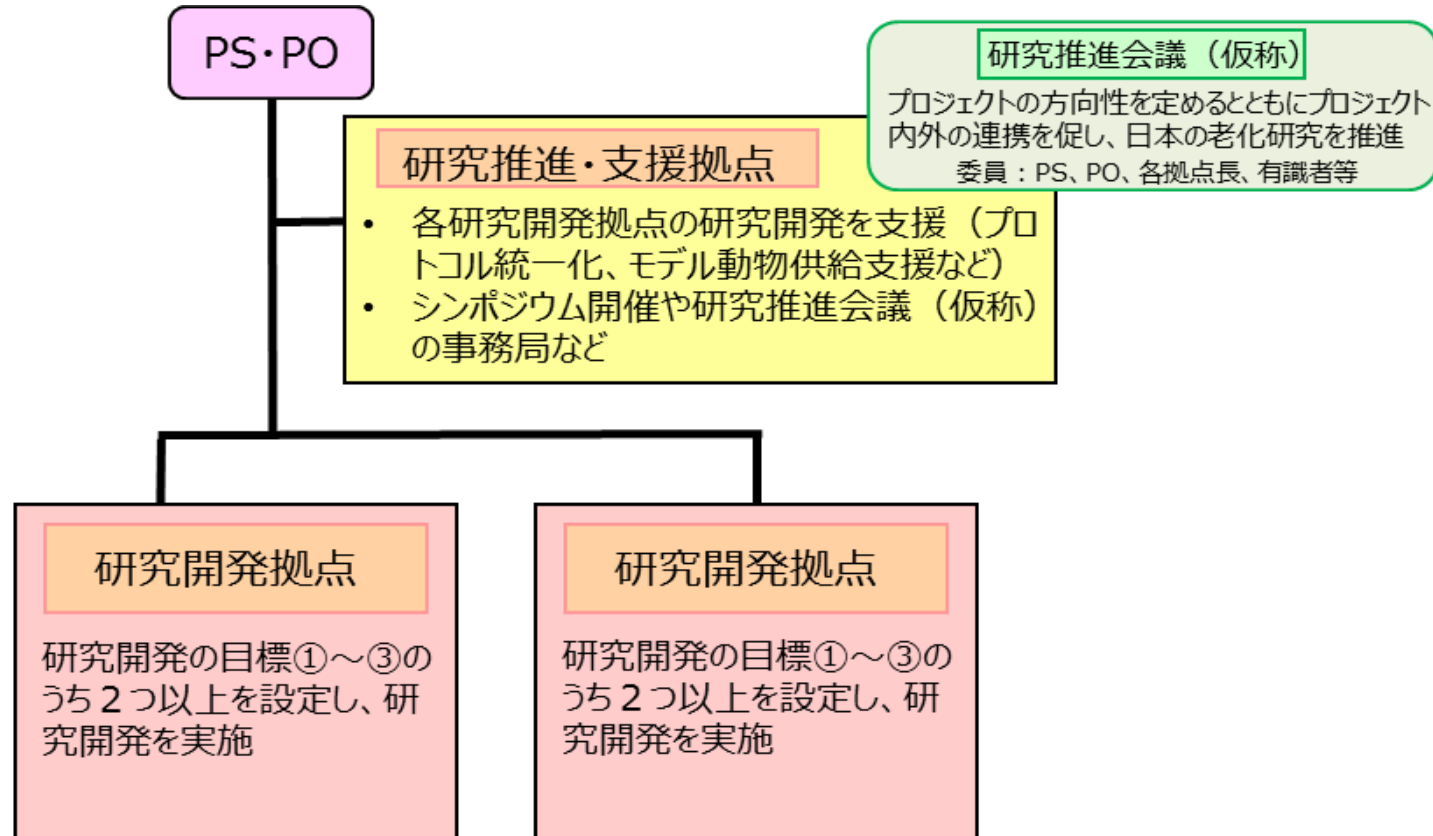 PS・PO
研究推進会議（仮称）
プロジェクトの方向性を定めるとともにプロジェクト
内外の連携を促し、日本の老化研究を推進
委員：PS、PO、各拠点長、有識者等
研究推進・支援拠点
• 各研究開発拠点の研究開発を支援（プロ
トコル統一化、モデル動物供給支援など）
• シンポジウム開催や研究推進会議（仮称）
の事務局など
研究開発拠点
研究開発の目標①～③の
うち２つ以上を設定し、研
究開発を実施
研究開発拠点
研究開発の目標①～③の
うち２つ以上を設定し、研
究開発を実施